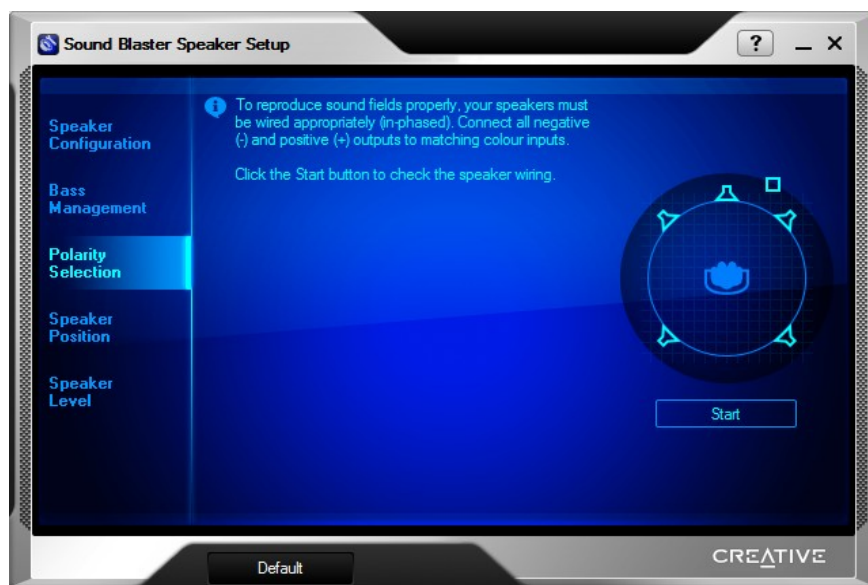 Sound Blaster Speaker Setup
?
Speaker
Configuration
Bass
Management
Polarity
Selection
Speaker
Position
Speaker
Level
To reproduce sound fields properly, your speakers must
be wired appropriately (in-phased). Connect all negative
(-) and positive (+) outputs to matching colour inputs.
Click the Start button to check the speaker wiring.
Start
Default
CREATIVE